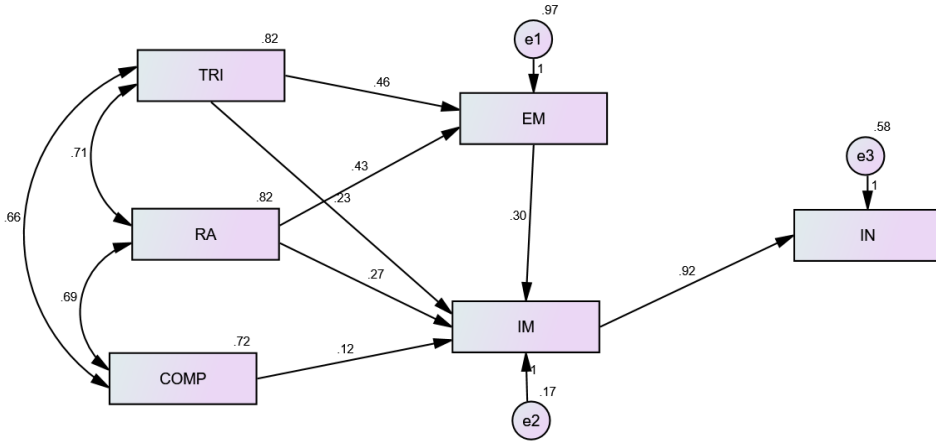 .97
e1
1
.82
TRI
.46
EM
.58
e3
1
.71
.43
.82
.23
.66
RA
.30
IN
.27
.92
.69
IM
.72
.12
COMP
1
.17
e2